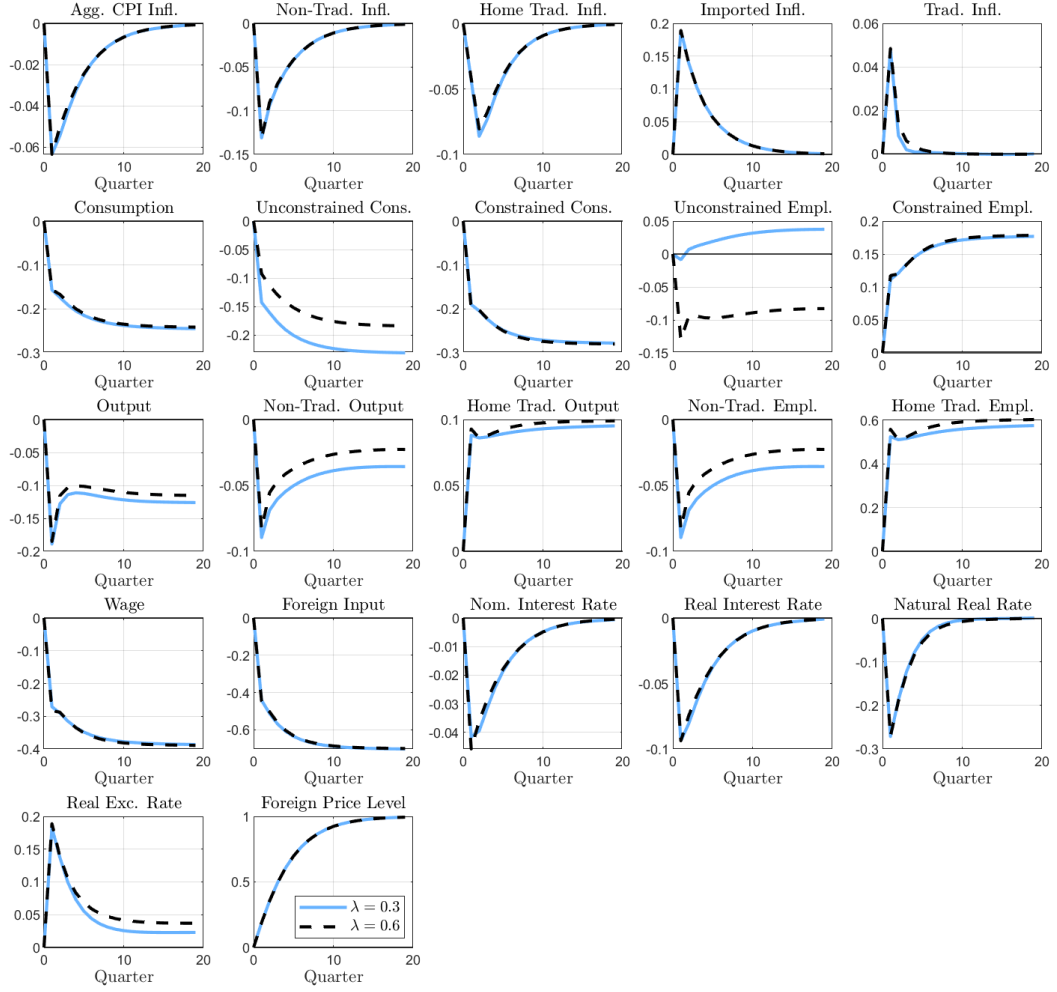 Agg. CPI Infl.
Non-Trad. Infl.
Home Trad. Infl.
Imported Infl.
Trad. Infl.
0
-0.02
-0.04
-0.06
0
-0.05
-0.1
-0.15
0
-0.05
-0.1
0.2
0.15
0.1
0.05
0
0.06
0.04
0.02
0
0 10 20
0 10 20
0 10 20
0 10 20
0 10 20
Quarter
Quarter
Quarter
Quarter
Quarter
Consumption
Unconstrained Cons.
Constrained Cons.
Unconstrained Empl.
Constrained Empl.
0
-0.1
-0.2
-0.3
0
-0.05
-0.1
-0.15
-0.2
0
-0.1
-0.2
-0.3
0.05
0
-0.05
-0.1
-0.15
0.2
0.15
0.1
0.05
0
0 10 20
0 10 20
0 10 20
0 10 20
0 10 20
Quarter
Quarter
Quarter
Quarter
Quarter
Output
Non-Trad. Output
Home Trad. Output
Non-Trad. Empl.
Home Trad. Empl.
0
-0.05
-0.1
-0.15
-0.2
0
-0.05
-0.1
0.1
0.05
0
0
-0.05
-0.1
0.6
0.4
0.2
0
0 10 20
0 10 20
0 10 20
0 10 20
0 10 20
Quarter
Quarter
Quarter
Quarter
Quarter
Wage
Foreign Input
Nom. Interest Rate
Real Interest Rate
Natural Real Rate
0
-0.1
-0.2
-0.3
-0.4
0
-0.2
-0.4
-0.6
0
-0.01
-0.02
-0.03
-0.04
0
-0.05
-0.1
0
-0.1
-0.2
-0.3
0 10 20
0 10 20
0 10 20
0 10 20
0 10 20
Quarter
Quarter
Quarter
Quarter
Quarter
Real Exc. Rate
Foreign Price Level
0.2
0.15
0.1
0.05
0
1
0.5
0
λ = 0.3
λ = 0.6
0 10 20
0 10 20
Quarter
Quarter